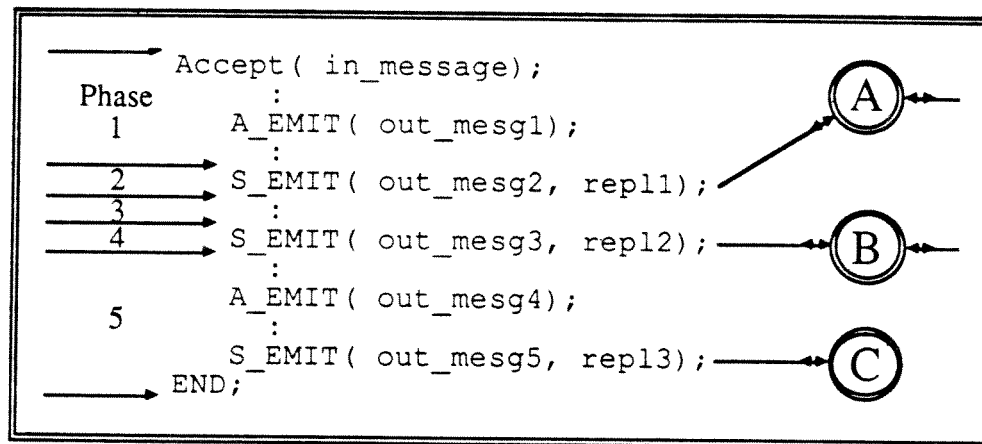 Accept( in_message);
Phase
:
A
1
A_EMIT( out_mesg1);
:
2
S_EMIT( out_mesg2, repl1);
3
:
4
S_EMIT( out_mesg3, repl2);
B
:
A_EMIT( out_mesg4);
5
:
S_EMIT( out_mesg5, repl3);
C
END;